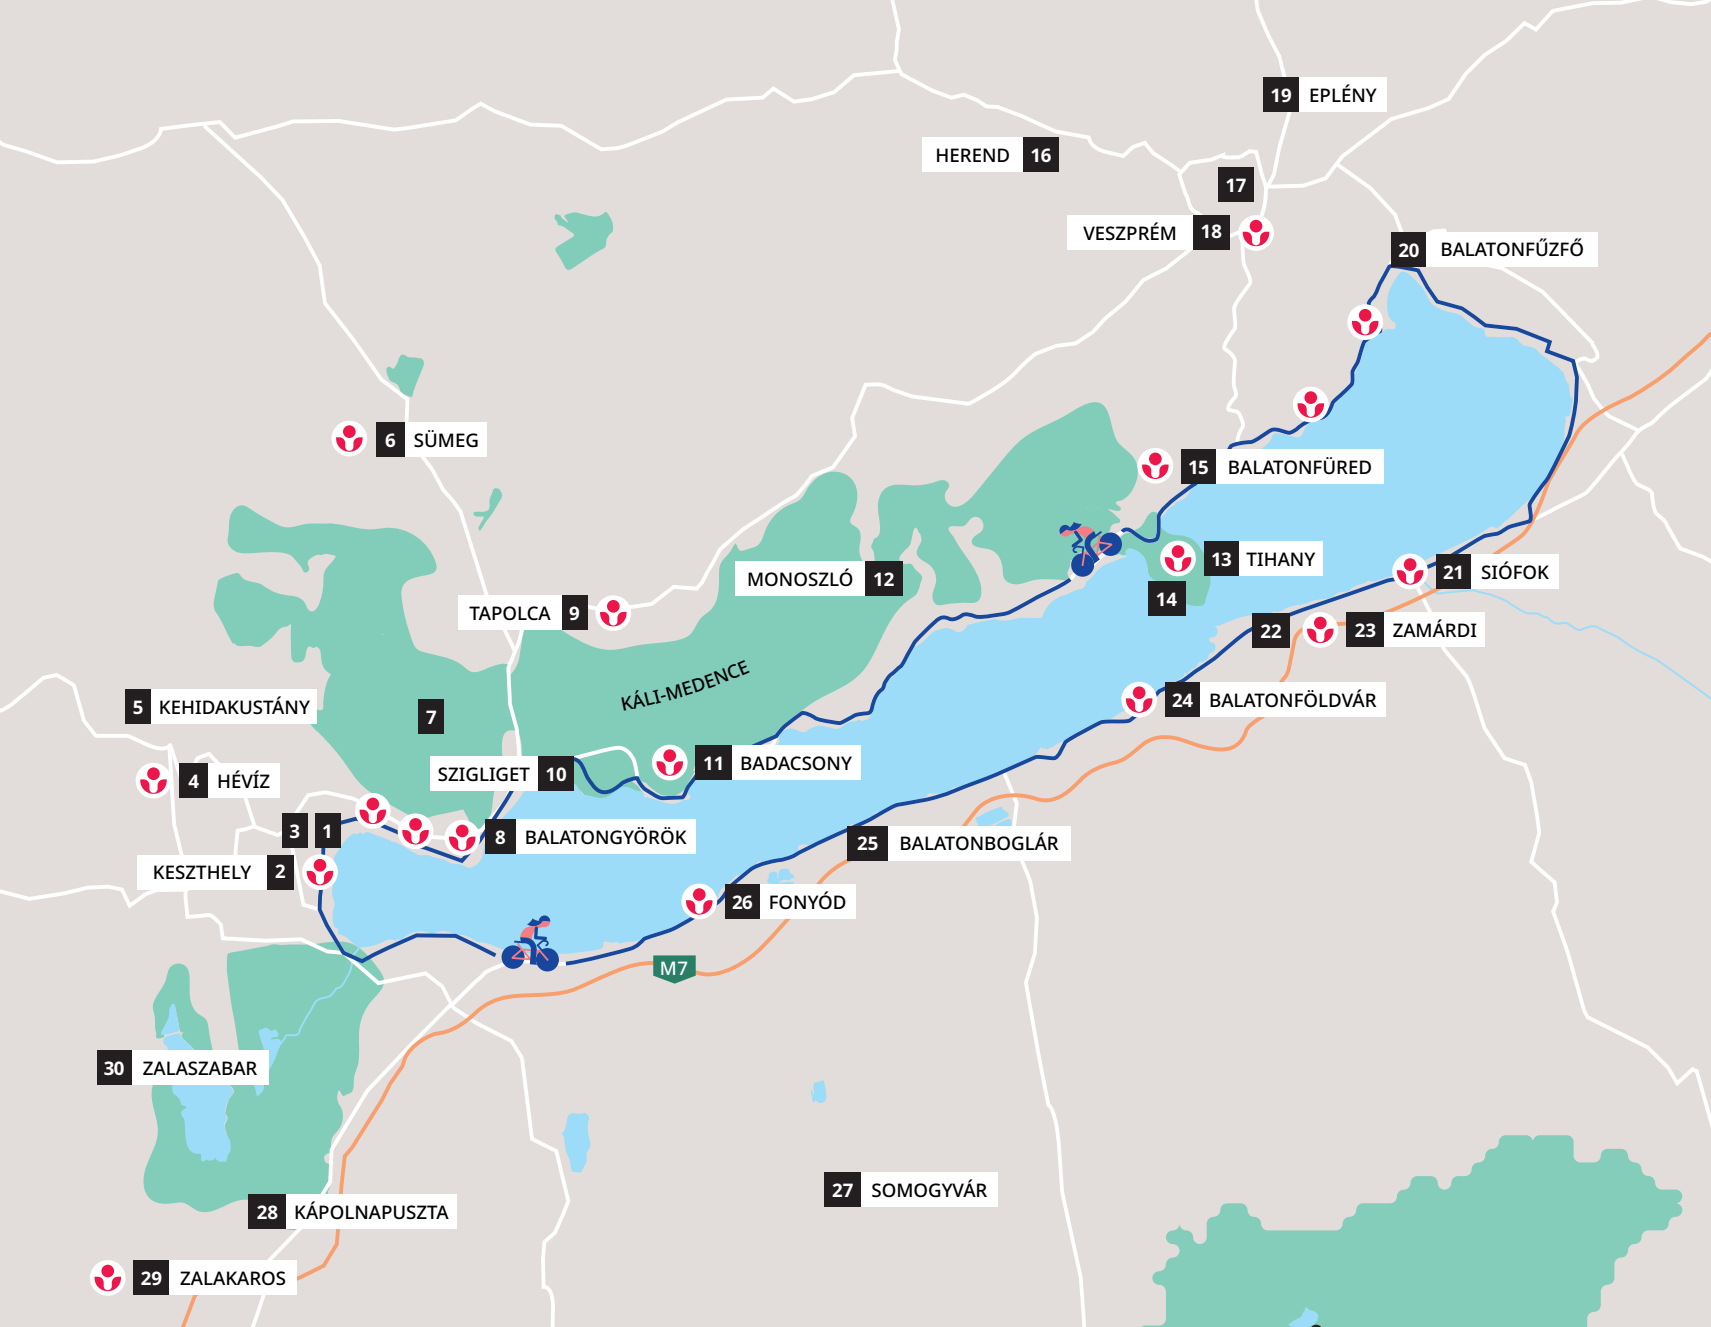 19 EPLÉNY
HEREND 16
17
VESZPRÉM 18
20 BALATONFŰZFŐ
6 SÜMEG
15 BALATONFÜRED
13 TIHANY
21 SIÓFOK
MONOSZLÓ 12
14
TAPOLCA 9
22
23 ZAMÁRDI
KÁLI-MEDENCE
24 BALATONFÖLDVÁR
5 KEHIDAKUSTÁNY
7
11 BADACSONY
SZIGLIGET 10
4 HÉVÍZ
3 1
8 BALATONGYÖRÖK
25 BALATONBOGLÁR
KESZTHELY 2
26 FONYÓD
M7
30 ZALASZABAR
27 SOMOGYVÁR
28 KÁPOLNAPUSZTA
29 ZALAKAROS